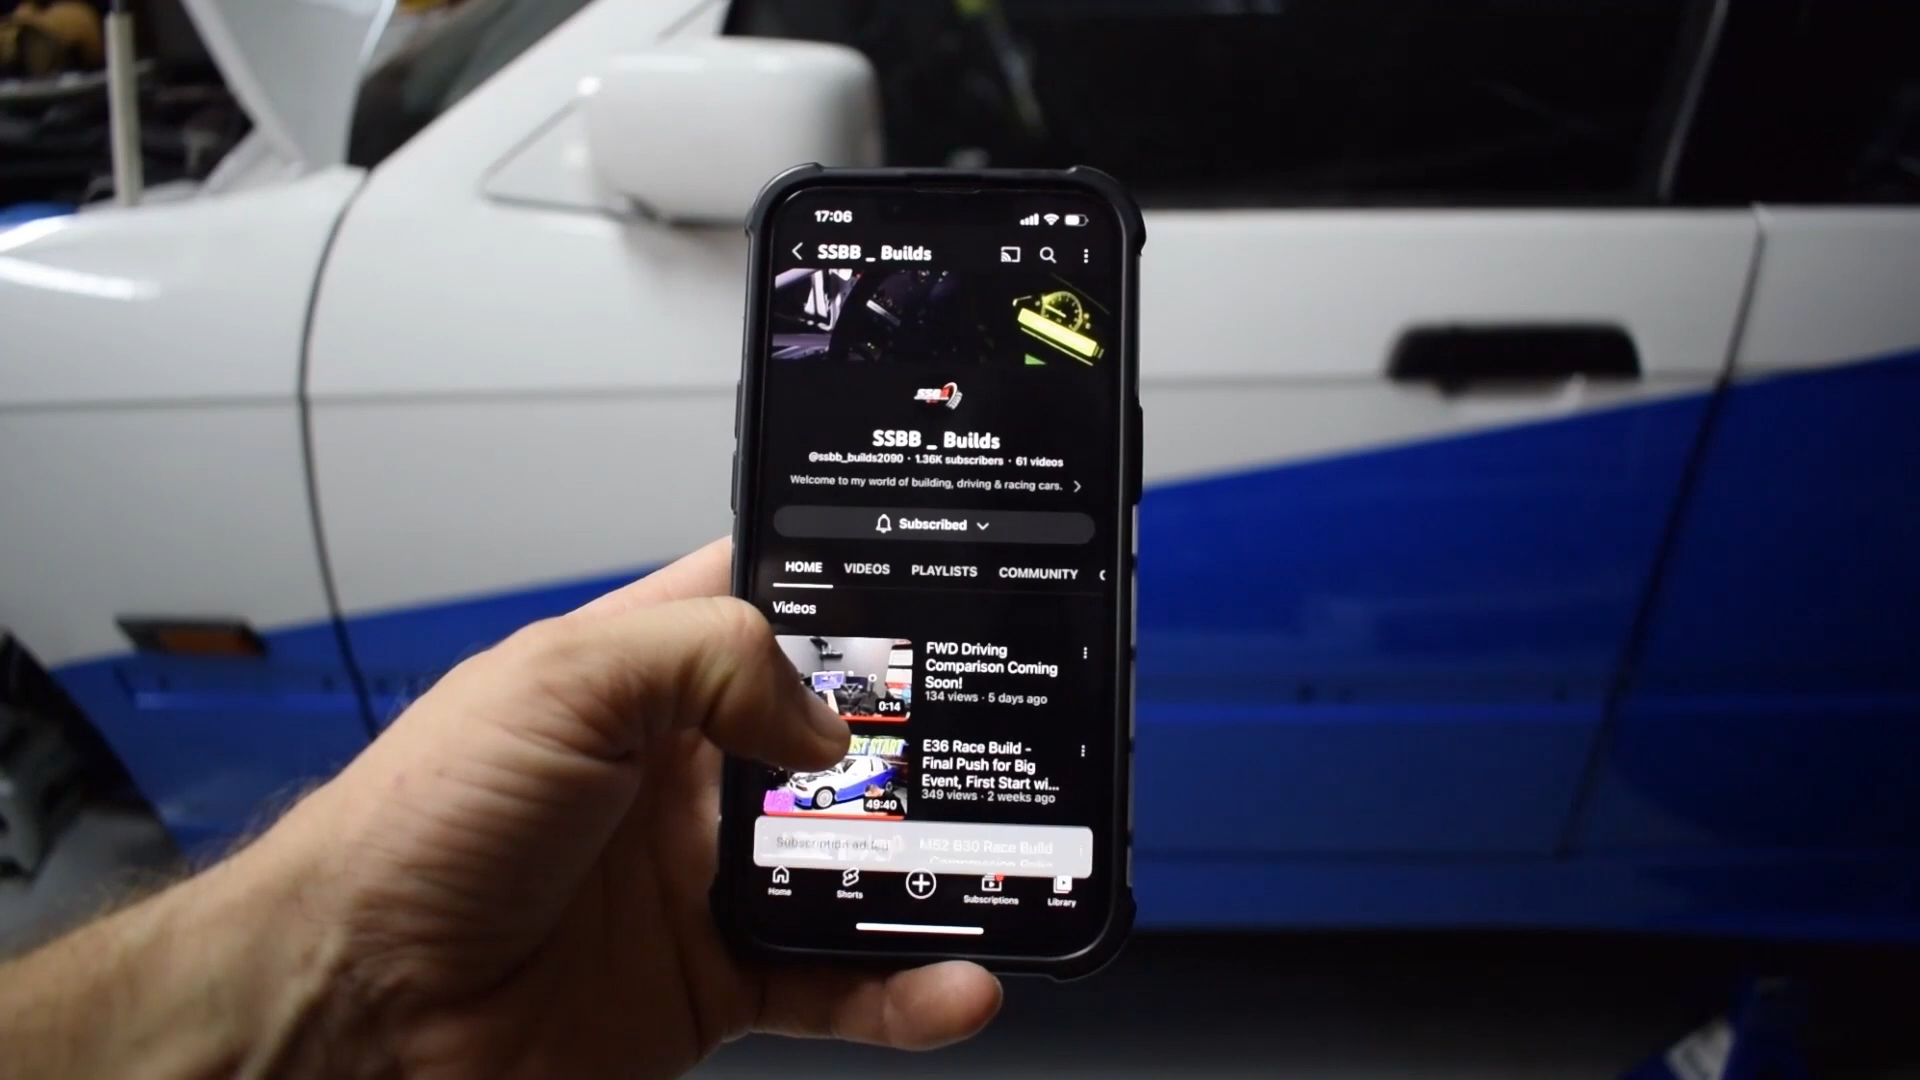 17:06
SSBB _ Builds
SSBB _ Builds
@ssbb_builds2090 · 1.36K subscribers · 61 videos
Welcome to my world of building, driving & racing cars.
Subscribed
HOME VIDEOS PLAYLISTS COMMUNITY
Videos
FWD Driving
Comparison Coming
Soon!
134 views · 5 days ago
0:14
E36 Race Build -
Final Push for Big
Event, First Start wi...
349 views · 2 weeks ago
START
49:40
Subscription added
M52 B30 Race Build
Home
Shorts
Subscriptions
Library